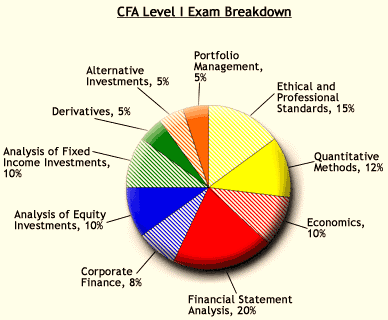 CFA Level I Exam Breakdown
Portfolio
Management,
5%
Ethical and
Professional
Standards, 15%
Quantitative
Methods, 12%
Economics,
10%
Financial Statement
Analysis, 20%
Corporate
Finance, 8%
Analysis of Equity
Investments, 10%
Analysis of Fixed
Income Investments,
10%
Derivatives, 5%
Alternative
Investments, 5%